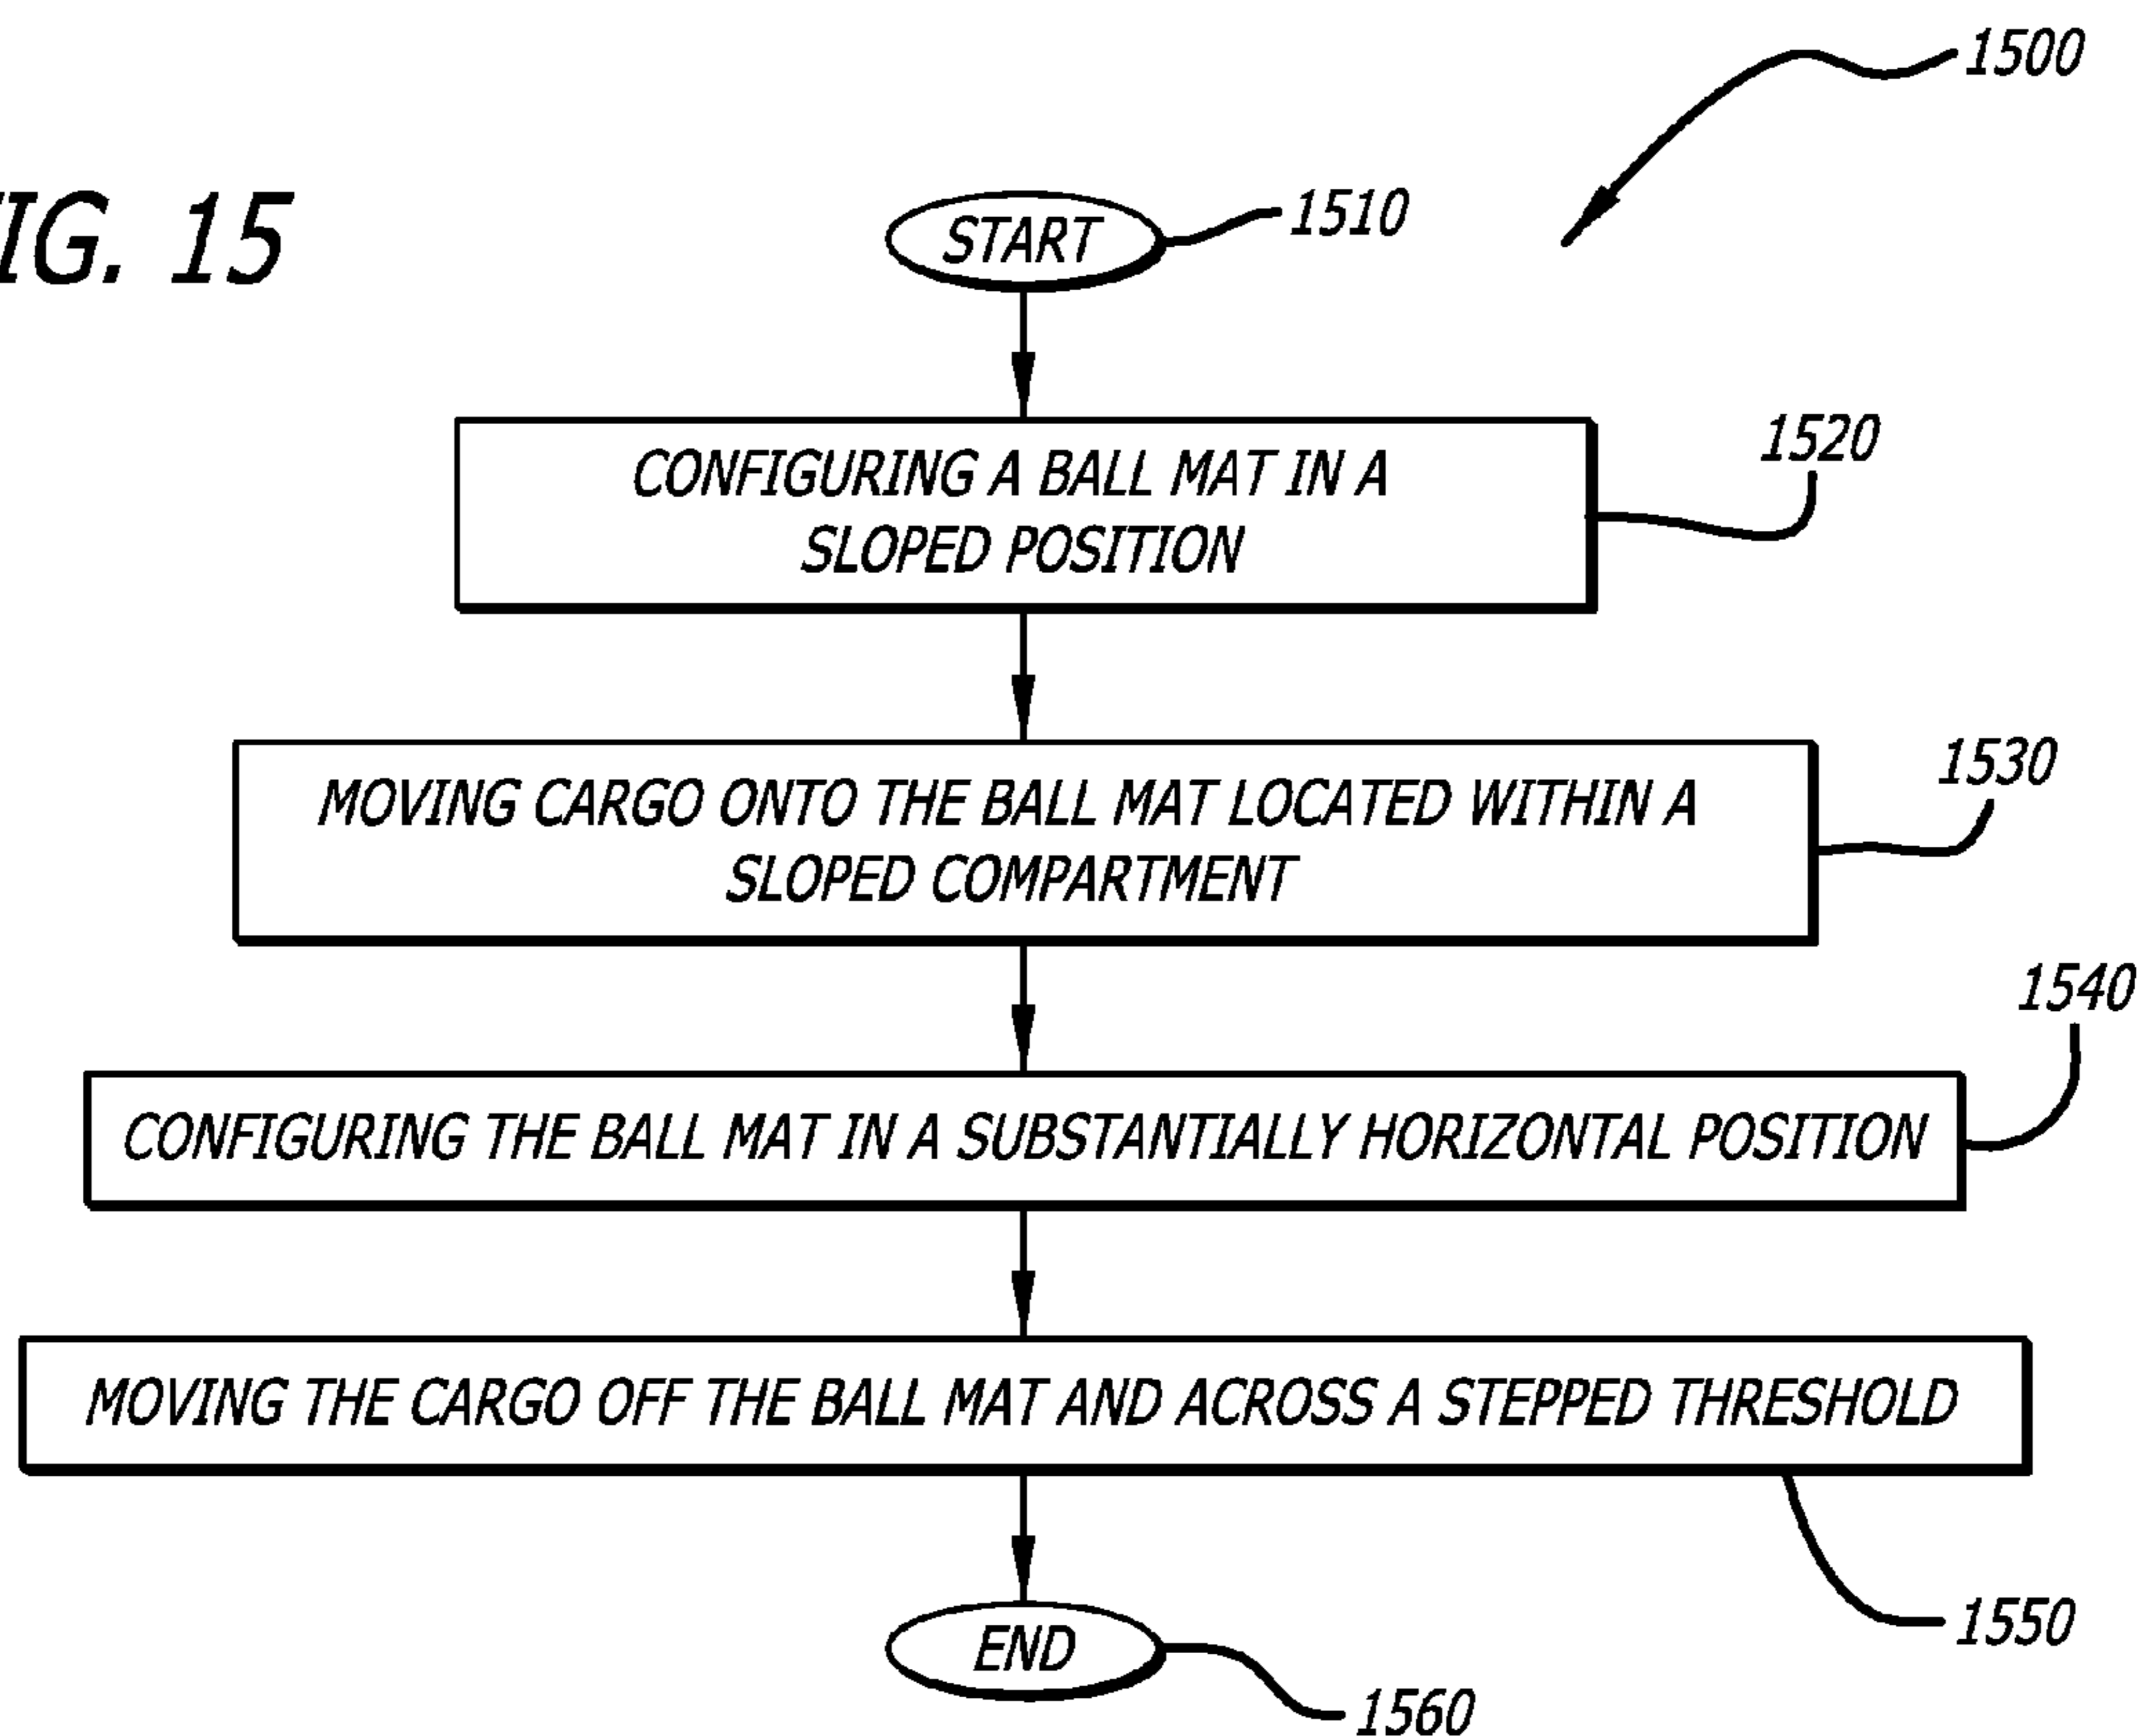 1500
IG. 15
START
1510
CONFIGURING A BALL MAT IN A
SLOPED POSITION
1520
MOVING CARGO ONTO THE BALL MAT LOCATED WITHIN A
SLOPED COMPARTMENT
1530
CONFIGURING THE BALL MAT IN A SUBSTANTIALLY HORIZONTAL POSITION
1540
MOVING THE CARGO OFF THE BALL MAT AND ACROSS A STEPPED THRESHOLD
1550
END
1560